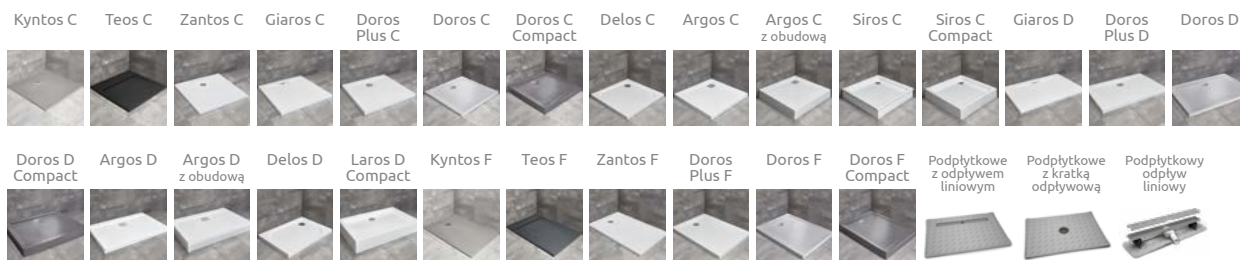 Kyntos C
Teos C
Zantos C
Giaros C
Doros
Plus C
Doros C
Doros C
Compact
Delos C
Argos C
Argos C
z obudową
Siros C
Siros C
Compact
Giaros D
Doros
Plus D
Doros D
Doros D
Compact
Argos D
Argos D
z obudową
Delos D
Laros D
Compact
Kyntos F
Teos F
Zantos F
Doros
Plus F
Doros F
Doros F
Compact
Podpłytkowe
z odpływem
liniowym
Podpłytkowe
z kratką
odpływową
Podpłytkowy
odpływ
liniowy